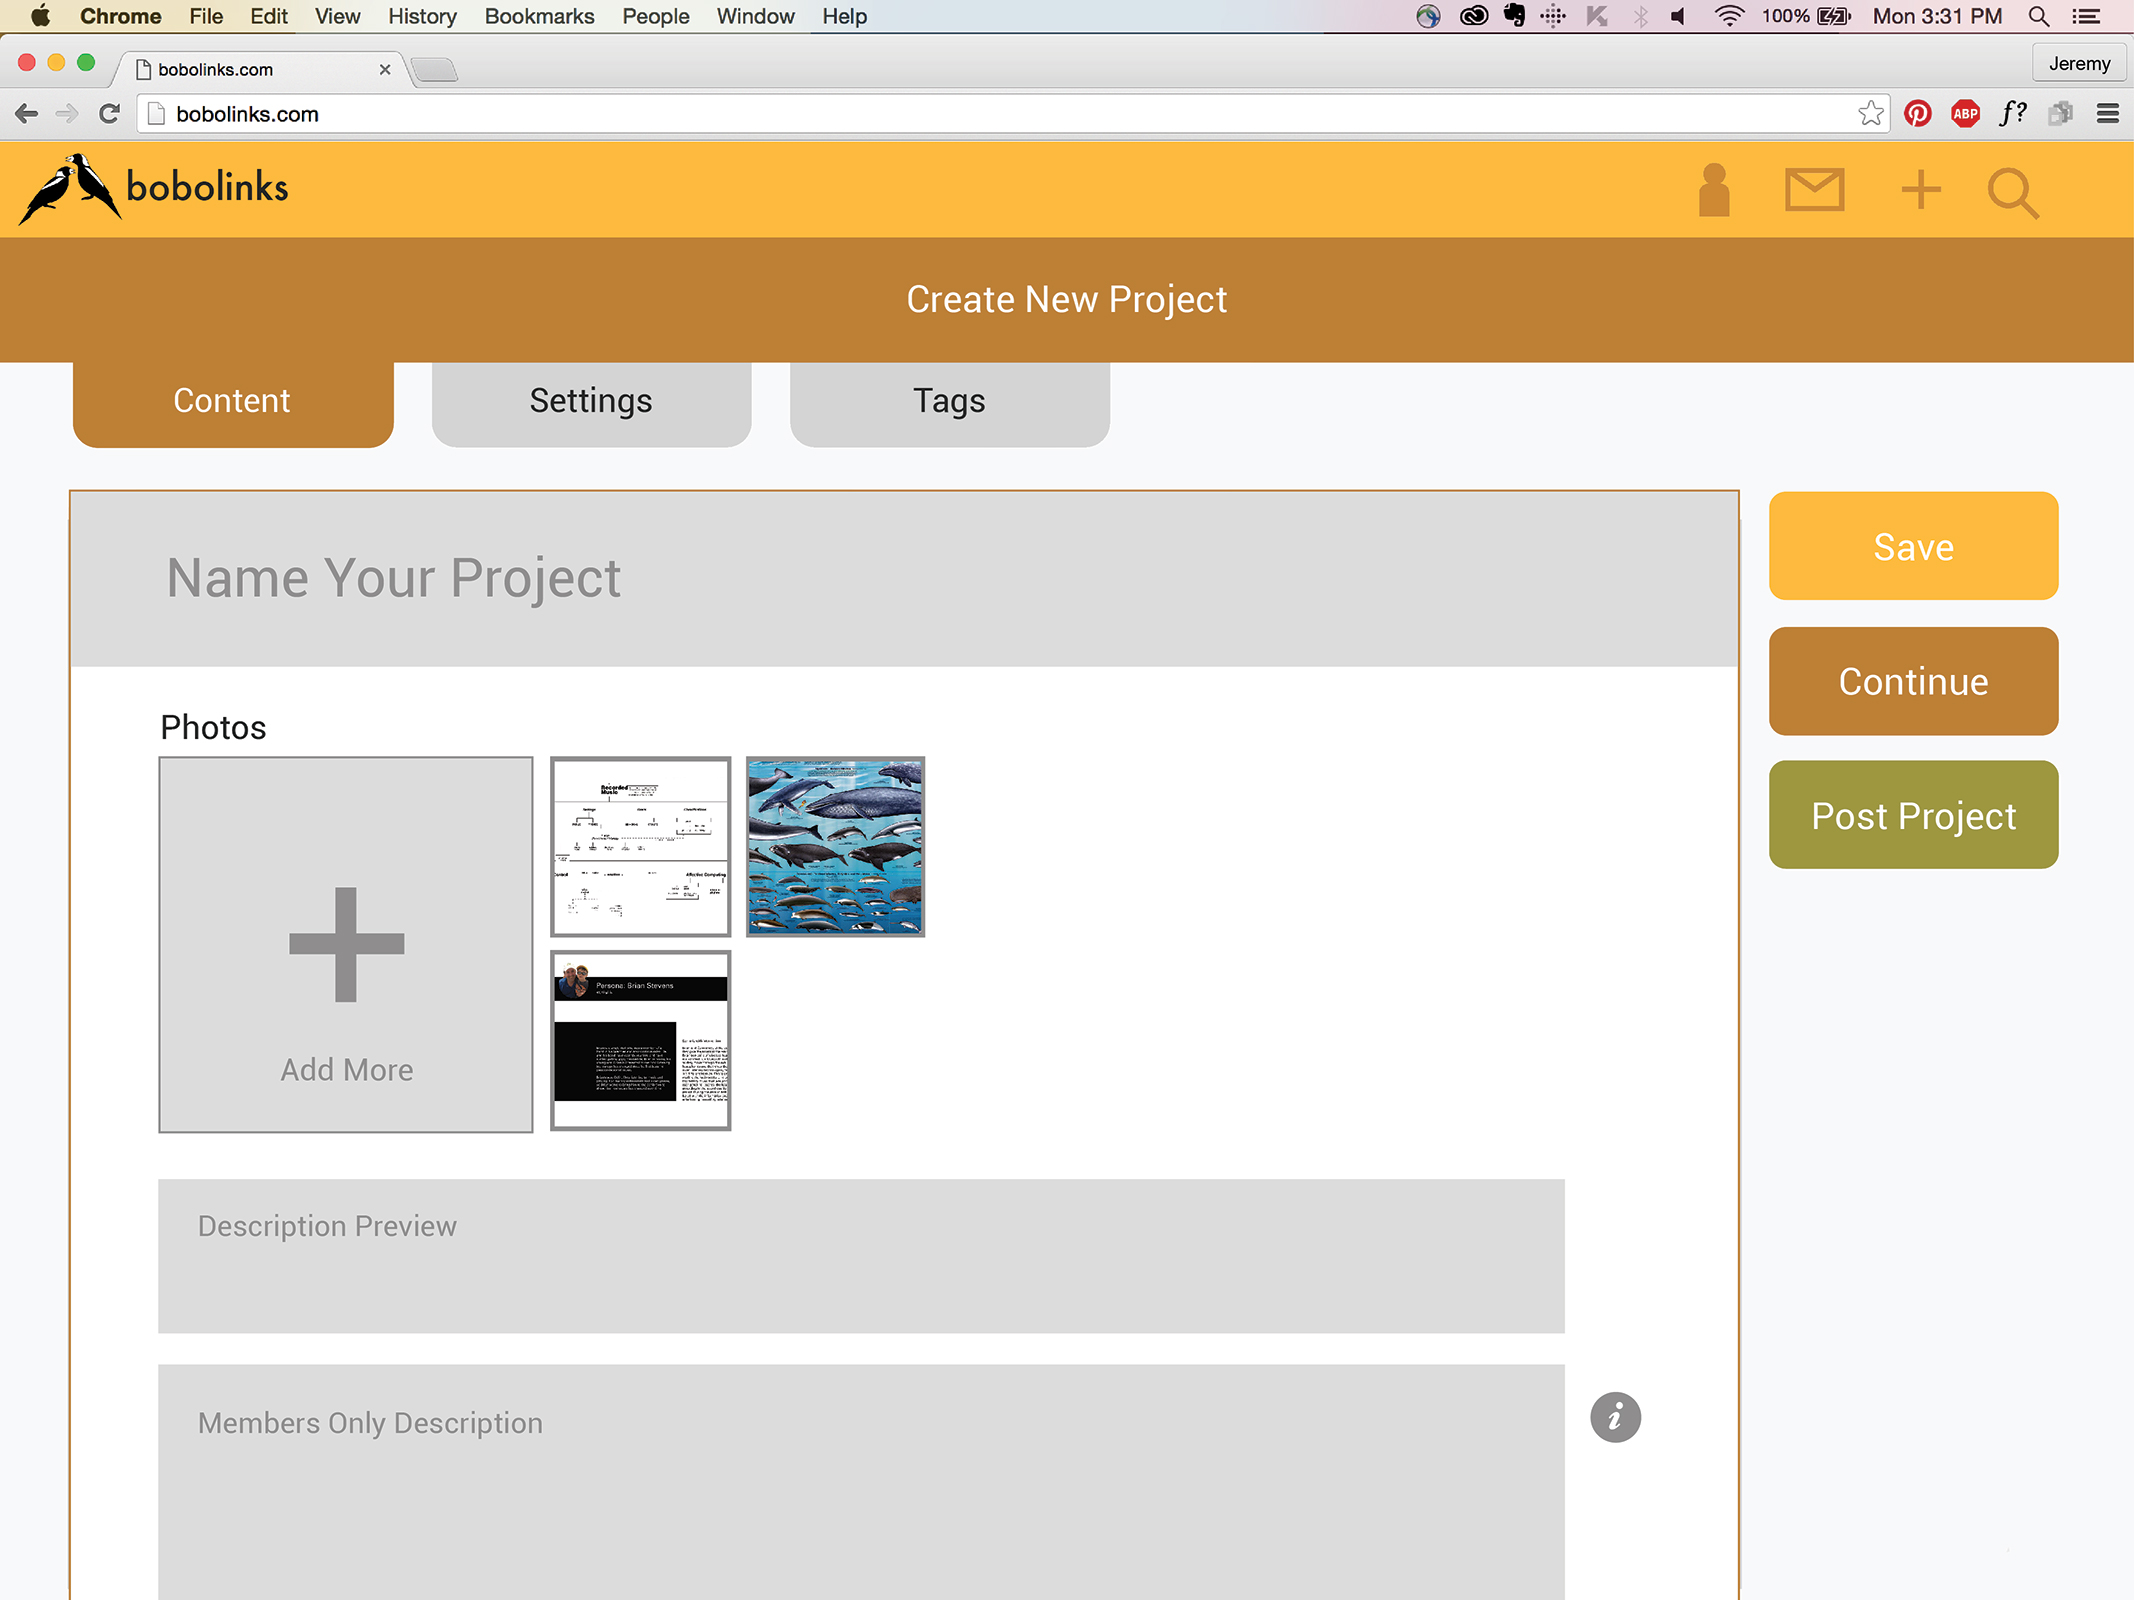 Chrome File Edit View History Bookmarks People Window Help 100% Mon 3:31 PM
bobolinks.com
Jeremy
bobolinks.com
ABP
f?
bobolinks
Create New Project
Content Settings Tags
Name Your Project
Save
Continue
Post Project
Photos
Add More
Recorded
Music
Affective Computing
Persona: Brian Stevens
Description Preview
Members Only Description
i